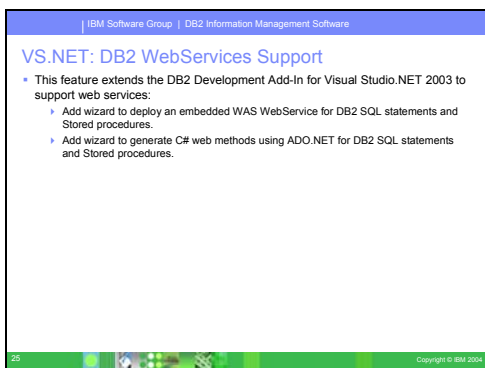 IBM Software Group | DB2 Information Management Software
VS.NET: DB2 WebServices Support
▪ This feature extends the DB2 Development Add-In for Visual Studio.NET 2003 to
support web services:
Add wizard to deploy an embedded WAS WebService for DB2 SQL statements and
Stored procedures.
Add wizard to generate C# web methods using ADO.NET for DB2 SQL statements
and Stored procedures.
25
Copyright © IBM 2004